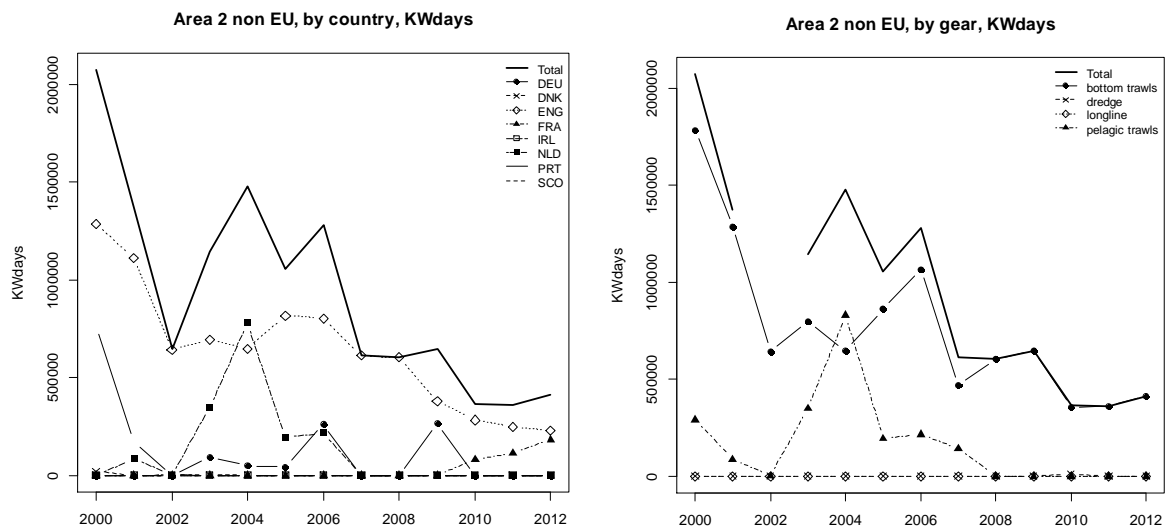 Area 2 non EU, by country, KWdays
KWdays
2000000
1500000
1000000
500000
0
Total
DEU
DNK
ENG
FRA
IRL
NLD
PRT
SCO
2000 2002 2004 2006 2008 2010 2012
Area 2 non EU, by gear, KWdays
KWdays
2000000
1500000
1000000
500000
0
Total
bottom trawls
dredge
longline
pelagic trawls
2000 2002 2004 2006 2008 2010 2012